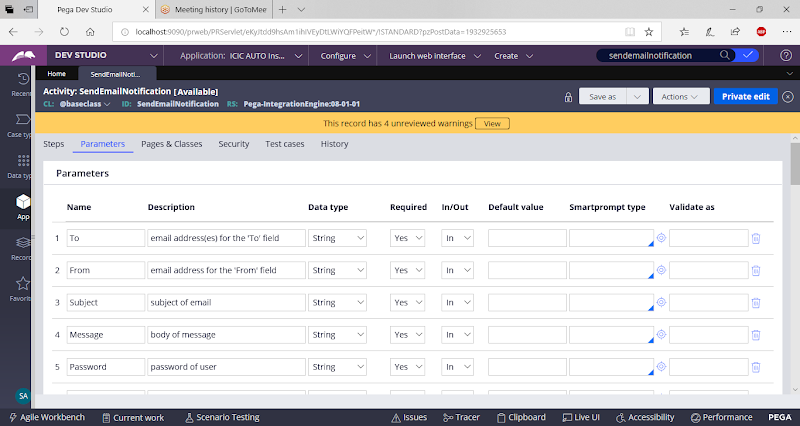 Pega Dev Studio
Meeting history | GoToMee
localhost:9090/prweb/PRServlet/eKyJtdd9hsAm1ihIVEyDtLWiYQFPeitW*/!STANDARD?pzPostData=1932925653
DEV STUDIO
Application: ICIC AUTO Ins...
Configure
Launch web interface
Create
sendemailnotification
Home
SendEmailNoti...
Recen
Activity: SendEmailNotification [Available]
CL: @baseclass ID: SendEmailNotification RS: Pega-IntegrationEngine:08-01-01
Save as
Actions
Private edit
This record has 4 unreviewed warnings View
Case typ
Steps Parameters Pages & Classes Security Test cases History
Data typ
Parameters
App
Name Description Data type Required In/Out Default value Smartprompt type Validate as
1 To email address(es) for the 'To' field String Yes In
Recor
2 From email address for the 'From' field String Yes In
Favorit
3 Subject subject of email String Yes In
4 Message body of message String Yes In
5 Password password of user String Yes In
SA
Agile Workbench Current work Scenario Testing Issues Tracer Clipboard Live UI Accessibility Performance PEGA